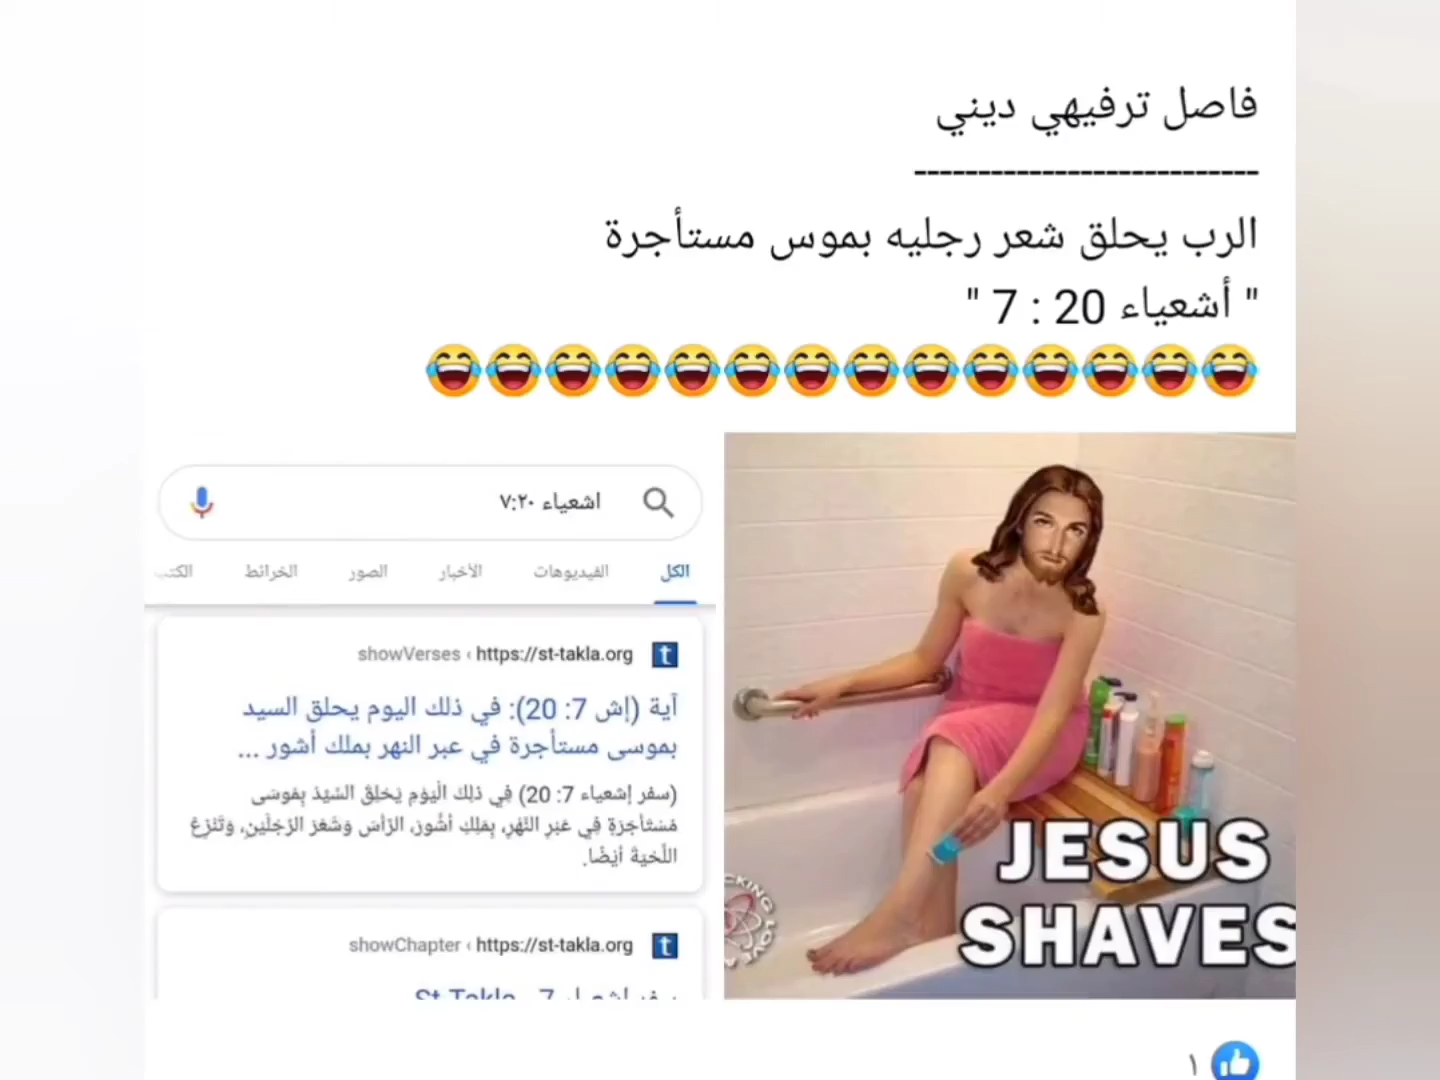 فاصل ترفيهي ديني
---------------------------
الرب يحلق شعر رجليه بموس مستأجرة
" أشعياء 20 : 7 "
😂😂😂😂😂😂😂😂😂😂😂😂😂😂
اشعياء ٧:٢٠
الكل
الفيديوهات
الأخبار
الصور
الخرائط
الكتب
https://st-takla.org › showVerses
آية (إش 7: 20): في ذلك اليوم يحلق السيد
بموسى مستأجرة في عبر النهر بملك أشور ...
(سفر إشعياء 7: 20) فِي ذلِكَ الْيَوْمِ يَحْلِقُ السَّيِّدُ بِمُوسَى
مُسْتَأْجَرَةٍ فِي عَبْرِ النَّهْرِ، بِمَلِكِ أَشُّورَ، الرَّأْسَ وَشَعْرَ الرِّجْلَيْنِ، وَتَنْزِعُ
اللِّحْيَةَ أَيْضًا.
https://st-takla.org › showChapter
JESUS
SHAVES
١